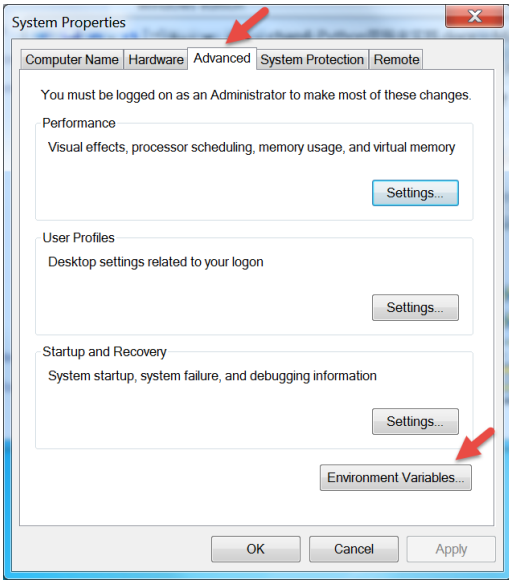 System Properties
Computer Name Hardware Advanced System Protection Remote
You must be logged on as an Administrator to make most of these changes.
Performance
Visual effects, processor scheduling, memory usage, and virtual memory
Settings...
User Profiles
Desktop settings related to your logon
Settings...
Startup and Recovery
System startup, system failure, and debugging information
Settings...
Environment Variables...
OK Cancel Apply